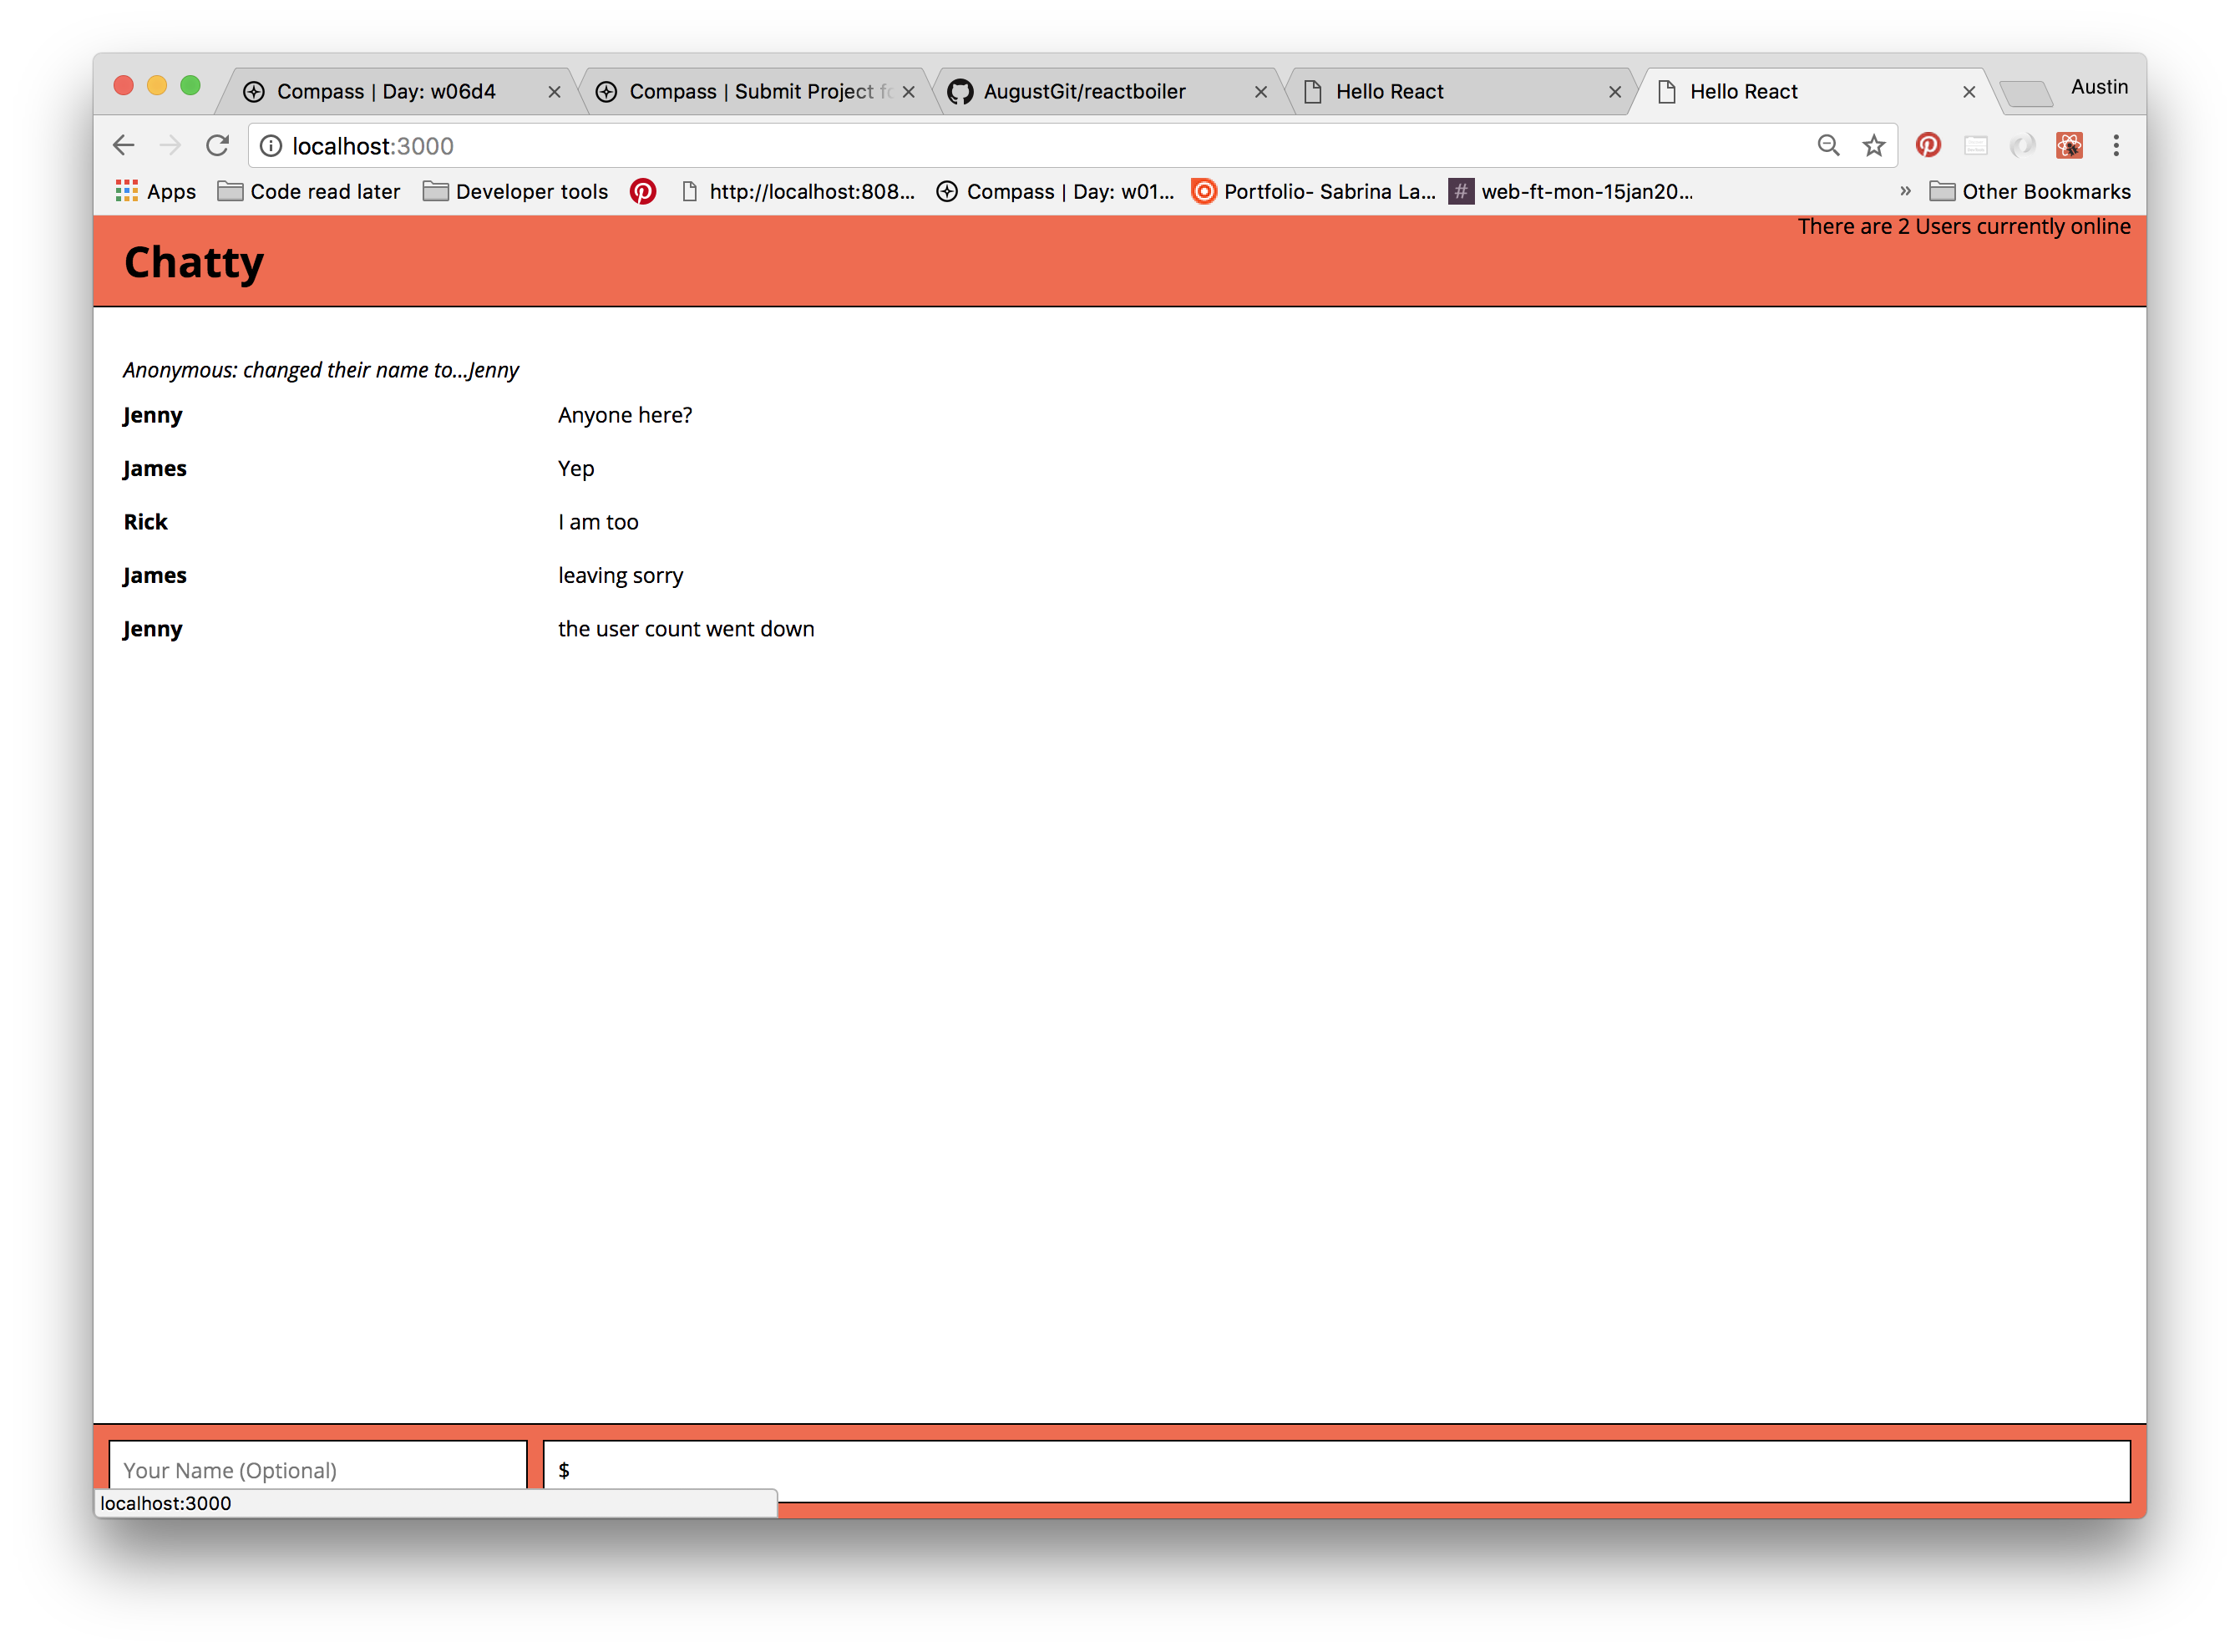 Compass | Day: w06d4
Compass | Submit Project fo
AugustGit/reactboiler
Hello React
Hello React
Austin
localhost:3000
Apps
Code read later
Developer tools
http://localhost:808...
Compass | Day: w01...
Portfolio- Sabrina La...
# web-ft-mon-15jan20...
» Other Bookmarks
There are 2 Users currently online
Chatty
Anonymous: changed their name to...Jenny
Jenny Anyone here?
James Yep
Rick I am too
James leaving sorry
Jenny the user count went down
Your Name (Optional)
$
localhost:3000